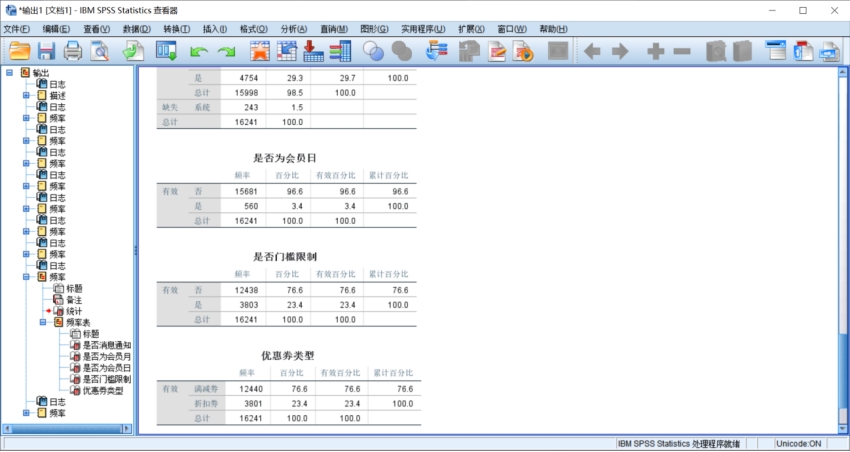 *输出1 [文档1] - IBM SPSS Statistics 查看器
文件(F) 编辑(E) 查看(V) 数据(D) 转换(T) 插入(I) 格式(O) 分析(A) 直销(M) 图形(G) 实用程序(U) 扩展(X) 窗口(W) 帮助(H)
输出
日志
描述
日志
频率
日志
频率
日志
频率
日志
频率
日志
频率
日志
频率
日志
频率
日志
频率
标题
备注
统计
频率表
标题
是否消息通知
是否为会员月
是否为会员日
是否门槛限制
优惠券类型
日志
频率
是 4754 29.3 29.7 100.0
总计 15998 98.5 100.0
缺失 系统 243 1.5
总计 16241 100.0
是否为会员日
频率 百分比 有效百分比 累计百分比
有效 否 15681 96.6 96.6 96.6
是 560 3.4 3.4 100.0
总计 16241 100.0 100.0
是否门槛限制
频率 百分比 有效百分比 累计百分比
有效 否 12438 76.6 76.6 76.6
是 3803 23.4 23.4 100.0
总计 16241 100.0 100.0
优惠券类型
频率 百分比 有效百分比 累计百分比
有效 满减券 12440 76.6 76.6 76.6
折扣券 3801 23.4 23.4 100.0
总计 16241 100.0 100.0
IBM SPSS Statistics 处理程序就绪 Unicode:ON